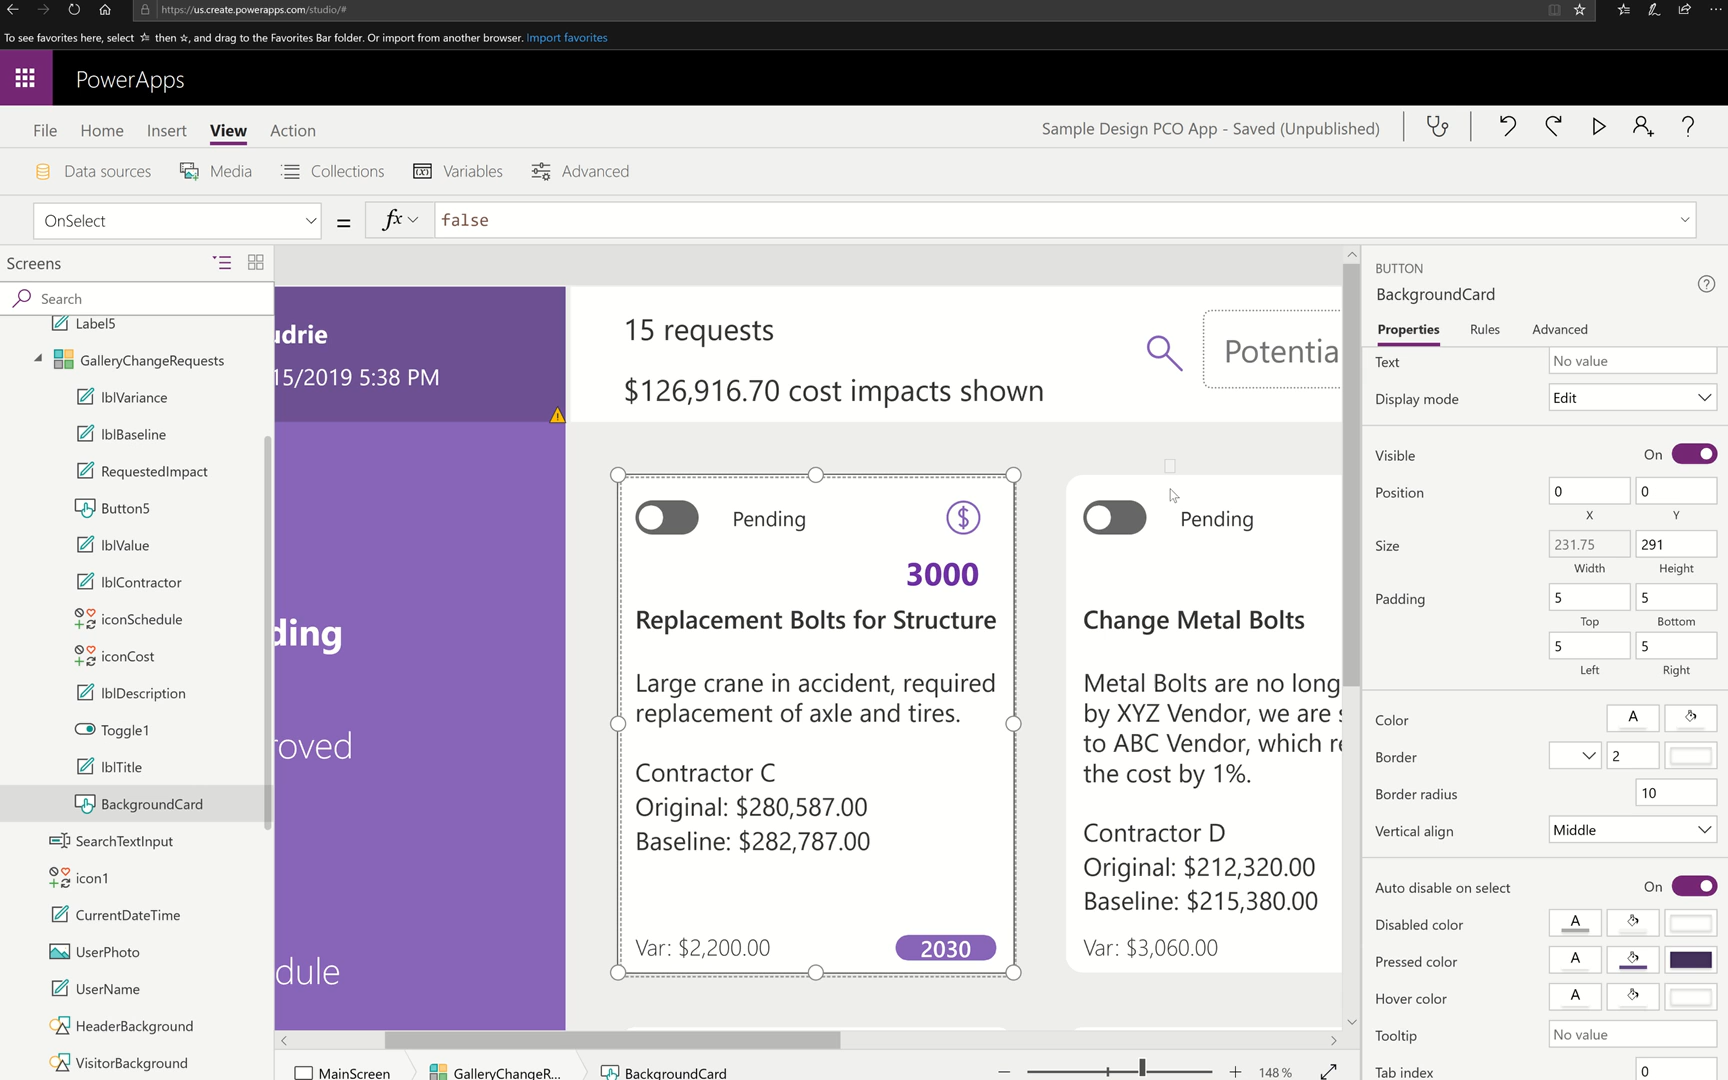 https://us.create.powerapps.com/studio/#
To see favorites here, select then ☆, and drag to the Favorites Bar folder. Or import from another browser. Import favorites
PowerApps
File Home Insert View Action
Sample Design PCO App - Saved (Unpublished)
Data sources Media Collections Variables Advanced
OnSelect = fx false
Screens
Search
Label5
GalleryChangeRequests
lblVariance
lblBaseline
RequestedImpact
Button5
lblValue
lblContractor
iconSchedule
iconCost
lblDescription
Toggle1
lblTitle
BackgroundCard
SearchTextInput
icon1
CurrentDateTime
UserPhoto
UserName
HeaderBackground
VisitorBackground
udrie
15/2019 5:38 PM
ding
roved
dule
15 requests
$126,916.70 cost impacts shown
Potentia
Pending
$
3000
Replacement Bolts for Structure
Large crane in accident, required
replacement of axle and tires.
Contractor C
Original: $280,587.00
Baseline: $282,787.00
Var: $2,200.00
2030
Pending
Change Metal Bolts
Metal Bolts are no long
by XYZ Vendor, we are s
to ABC Vendor, which re
the cost by 1%.
Contractor D
Original: $212,320.00
Baseline: $215,380.00
Var: $3,060.00
MainScreen GalleryChangeR... BackgroundCard
148 %
BUTTON
BackgroundCard
Properties Rules Advanced
Text No value
Display mode Edit
Visible On
Position 0 0
X Y
Size 231.75 291
Width Height
Padding 5 5
Top Bottom
5 5
Left Right
Color A
Border 2
Border radius 10
Vertical align Middle
Auto disable on select On
Disabled color A
Pressed color A
Hover color A
Tooltip No value
Tab index 0